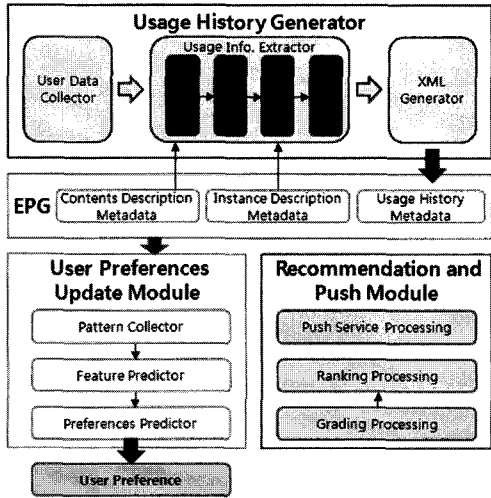 Usage History Generator
Usage Info. Extractor
User Data
Collector
XML
Generator
EPG
Contents Description
Metadata
Instance Description
Metadata
Usage History
Metadata
User Preferences
Update Module
Pattern Collector
Feature Predictor
Preferences Predictor
User Preference
Recommendation and
Push Module
Push Service Processing
Ranking Processing
Grading Processing